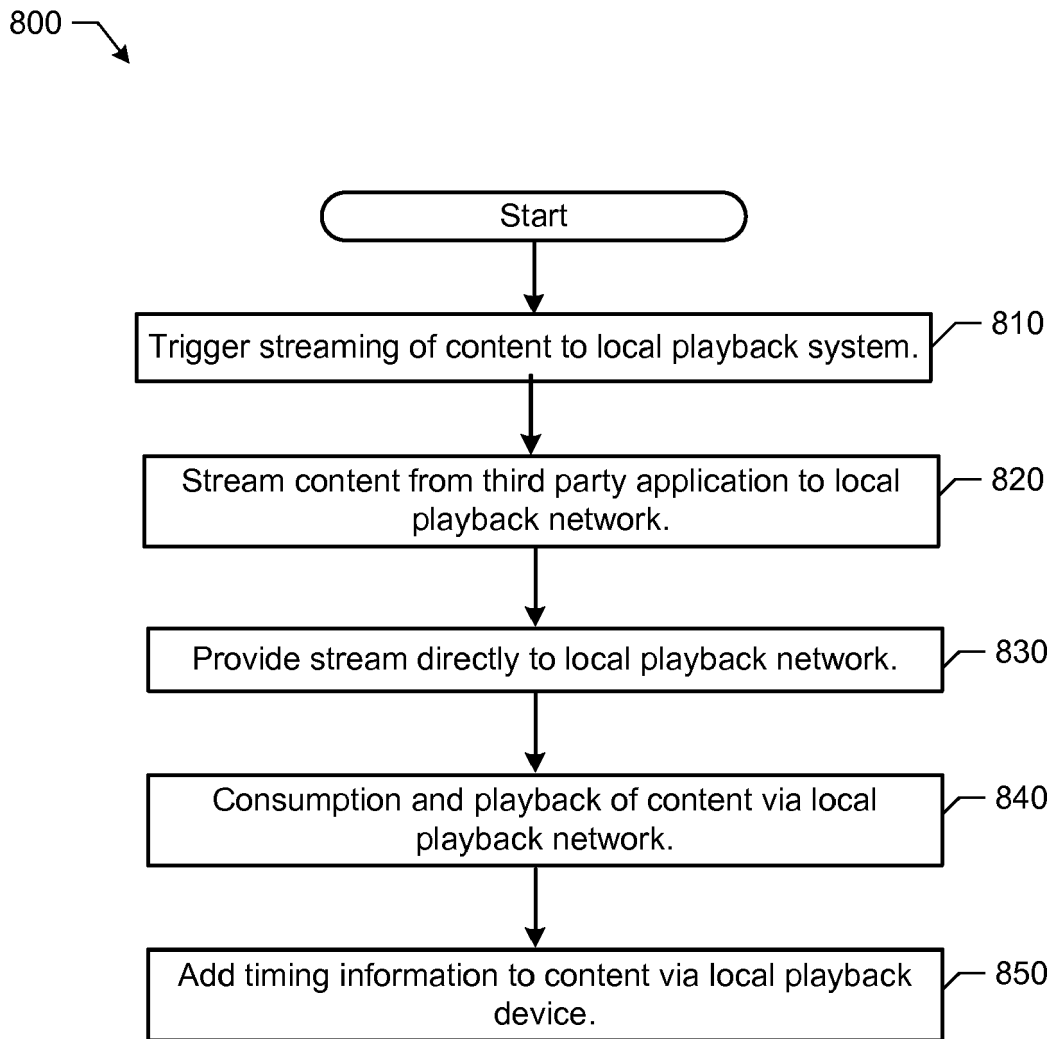 800
Start
Trigger streaming of content to local playback system.
810
Stream content from third party application to local
playback network.
820
Provide stream directly to local playback network.
830
Consumption and playback of content via local
playback network.
840
Add timing information to content via local playback
device.
850